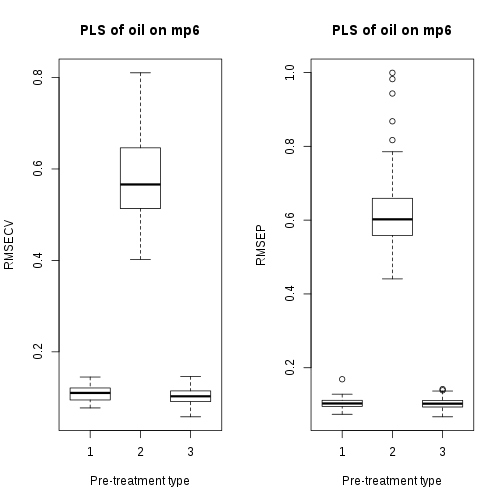 PLS of oil on mp6
RMSECV
0.8
0.6
0.4
0.2
1 2 3
Pre-treatment type
PLS of oil on mp6
RMSEP
1.0
0.8
0.6
0.4
0.2
1 2 3
Pre-treatment type